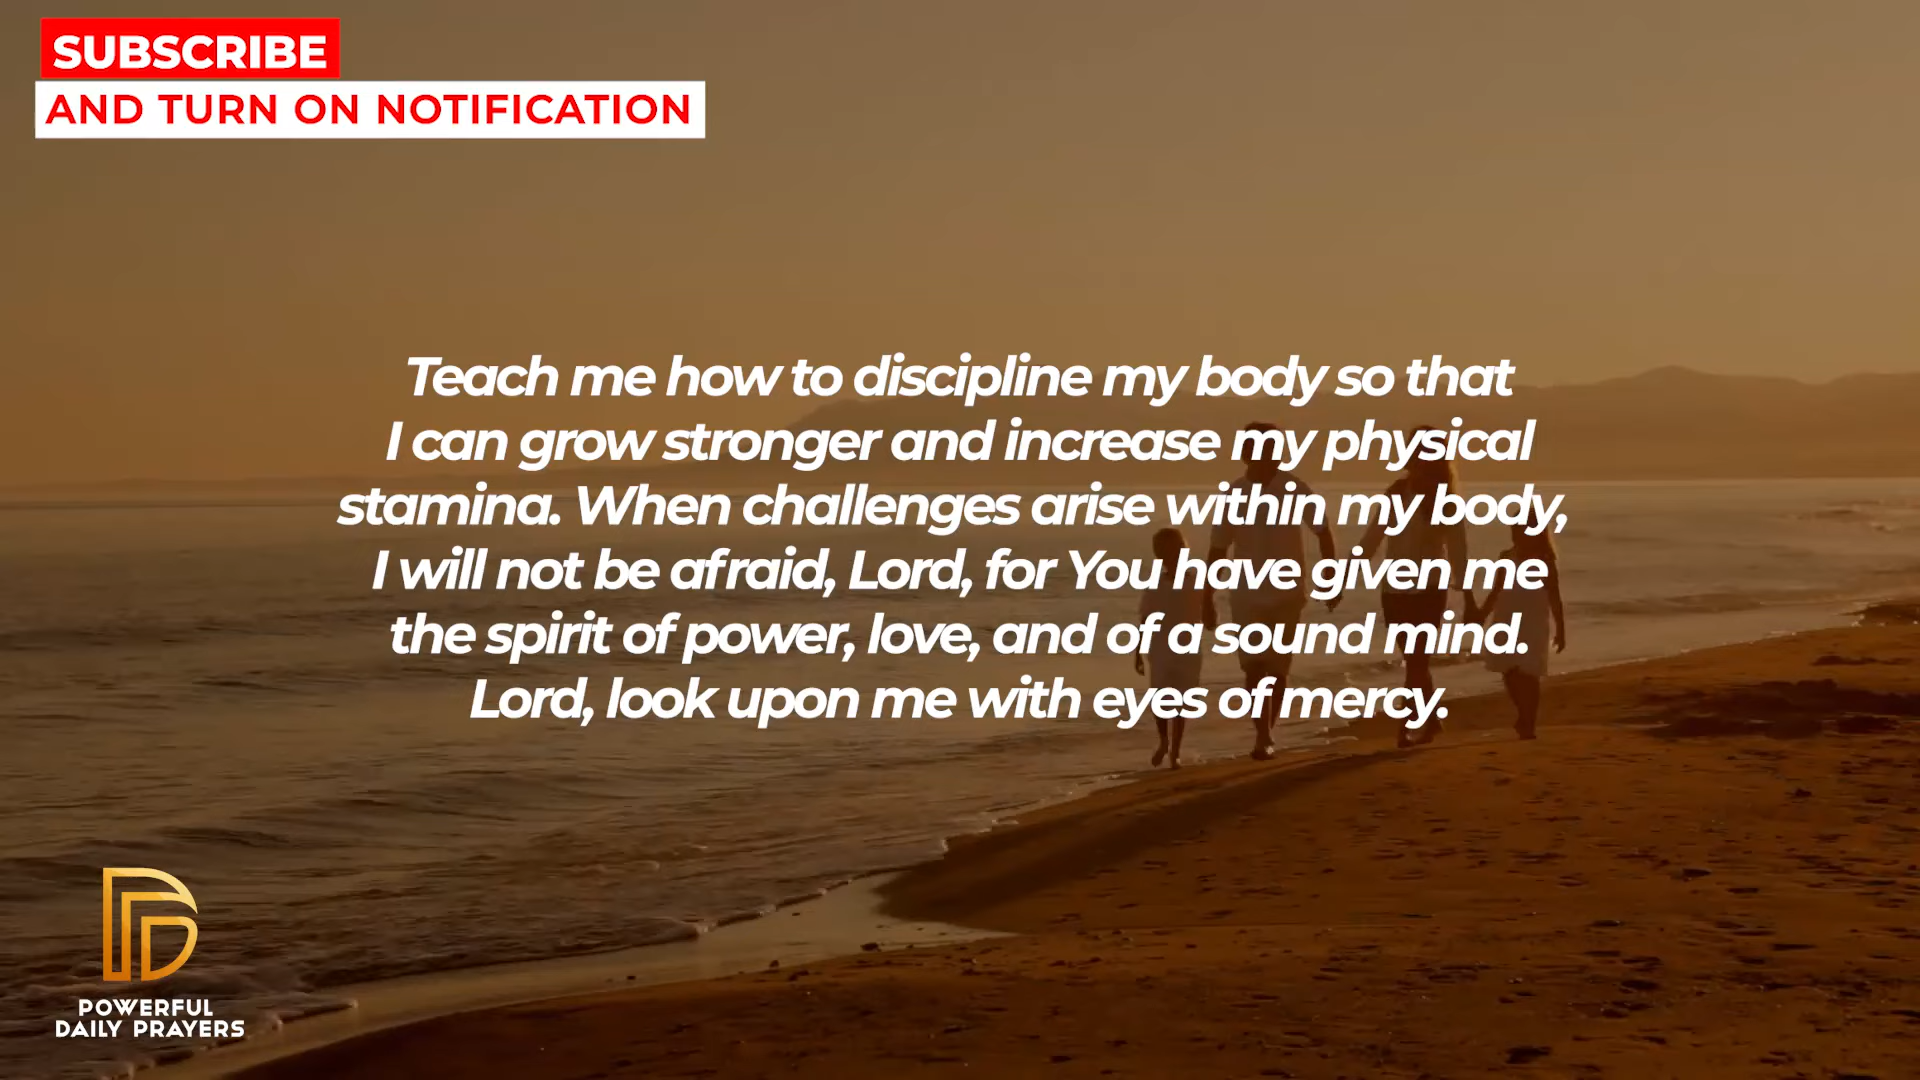 SUBSCRIBE
AND TURN ON NOTIFICATION
Teach me how to discipline my body so that
I can grow stronger and increase my physical
stamina. When challenges arise within my body,
I will not be afraid, Lord, for You have given me
the spirit of power, love, and of a sound mind.
Lord, look upon me with eyes of mercy.
POWERFUL
DAILY PRAYERS